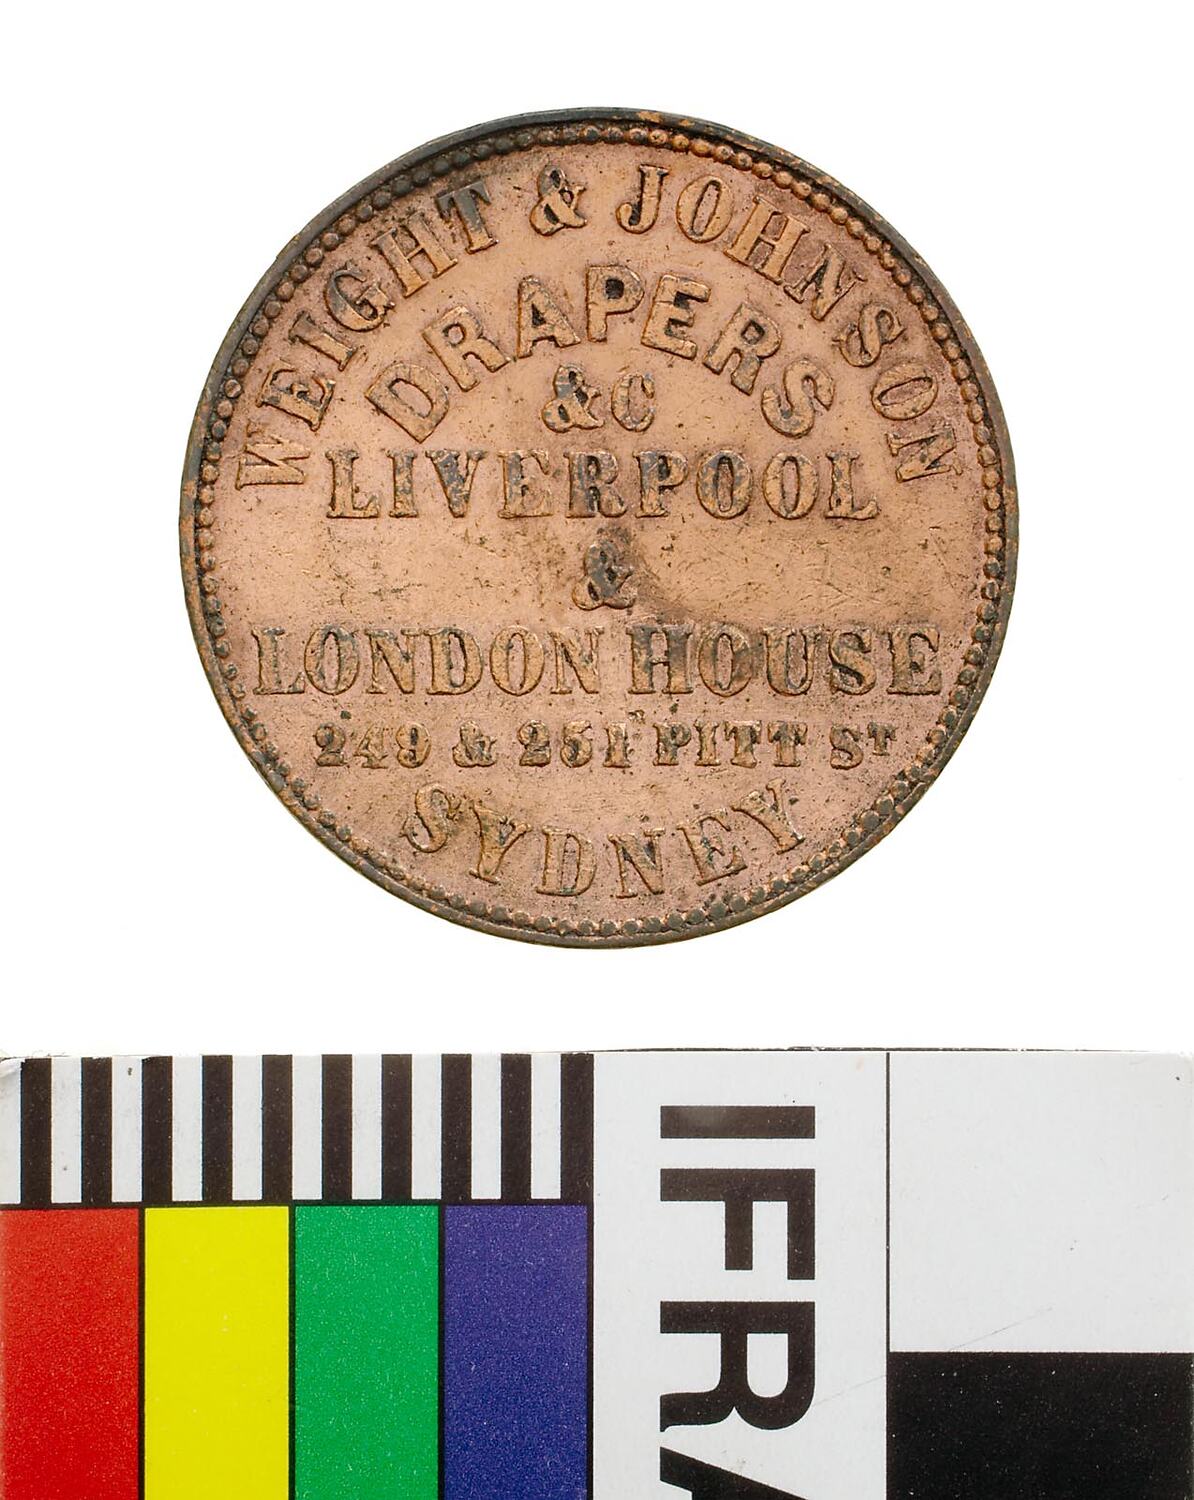 WEIGHT & JOHNSON
DRAPERS
&C
LIVERPOOL
&
LONDON HOUSE
249 & 251 PITT ST
SYDNEY
IFRA